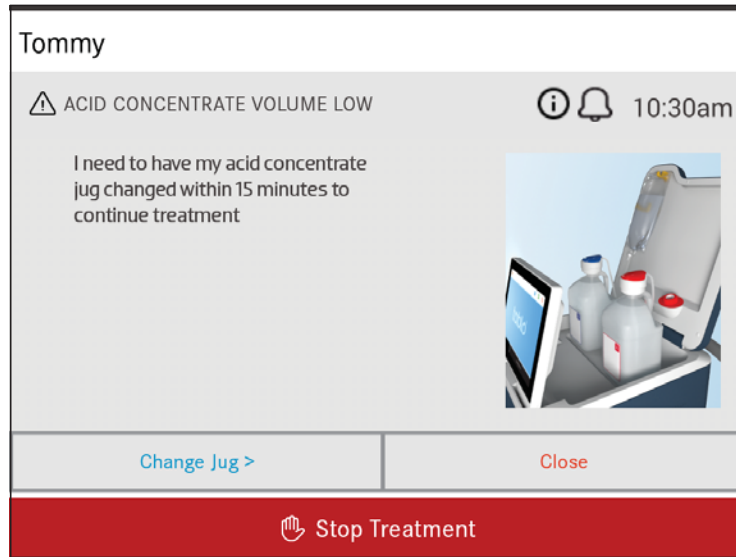 Tommy
ACID CONCENTRATE VOLUME LOW
10:30am
I need to have my acid concentrate
jug changed within 15 minutes to
continue treatment
tablo
Change Jug >
Close
Stop Treatment